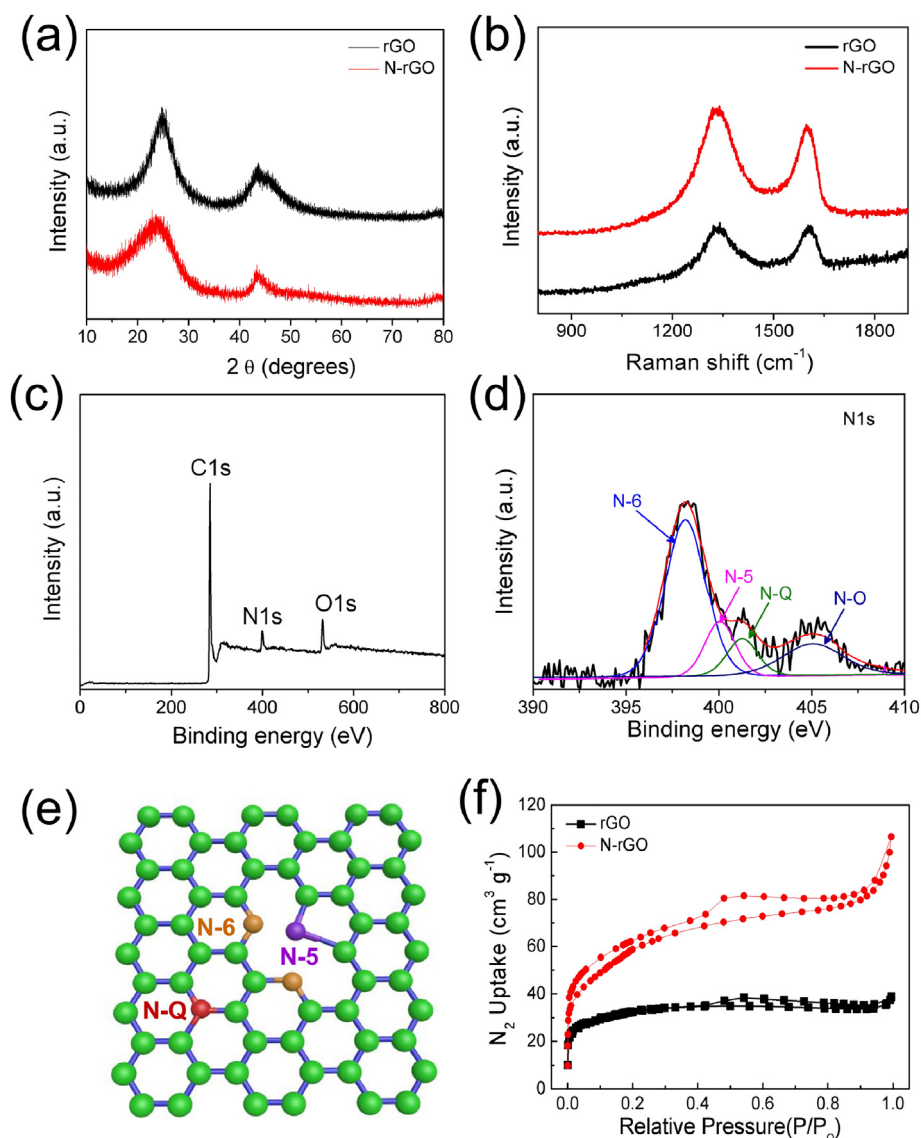 (a)
rGO
N-rGO
Intensity (a.u.)
10 20 30 40 50 60 70 80
2 θ (degrees)
(b)
rGO
N-rGO
Intensity (a.u.)
900 1200 1500 1800
Raman shift (cm⁻¹)
(c)
C1s
N1s
O1s
Intensity (a.u.)
0 200 400 600 800
Binding energy (eV)
(d)
N1s
N-6
N-5
N-Q
N-O
Intensity (a.u.)
390 395 400 405 410
Binding energy (eV)
(e)
N-6
N-5
N-Q
(f)
rGO
N-rGO
120
100
80
60
40
20
0
N₂ Uptake (cm³ g⁻¹)
0.0 0.2 0.4 0.6 0.8 1.0
Relative Pressure(P/P₀)